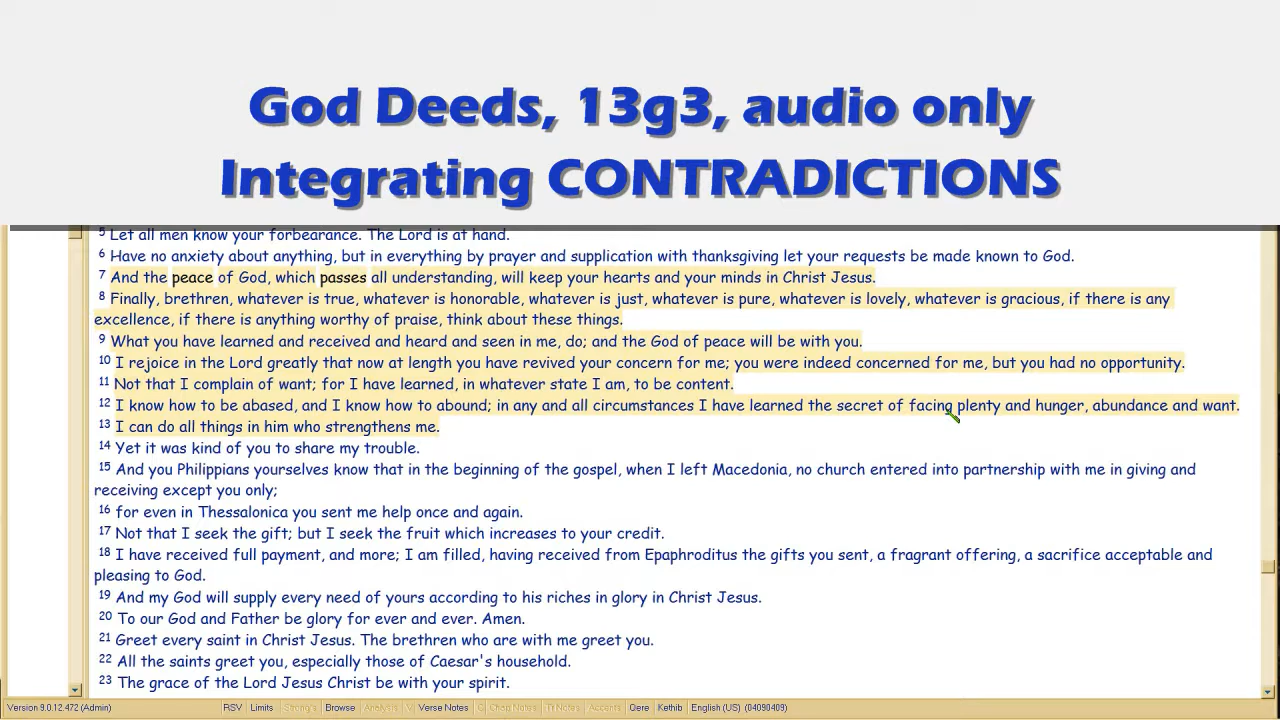 God Deeds, 13g3, audio only
Integrating CONTRADICTIONS
5 Let all men know your forbearance. The Lord is at hand.
6 Have no anxiety about anything, but in everything by prayer and supplication with thanksgiving let your requests be made known to God.
7 And the peace of God, which passes all understanding, will keep your hearts and your minds in Christ Jesus.
8 Finally, brethren, whatever is true, whatever is honorable, whatever is just, whatever is pure, whatever is lovely, whatever is gracious, if there is any
excellence, if there is anything worthy of praise, think about these things.
9 What you have learned and received and heard and seen in me, do; and the God of peace will be with you.
10 I rejoice in the Lord greatly that now at length you have revived your concern for me; you were indeed concerned for me, but you had no opportunity.
11 Not that I complain of want; for I have learned, in whatever state I am, to be content.
12 I know how to be abased, and I know how to abound; in any and all circumstances I have learned the secret of facing plenty and hunger, abundance and want.
13 I can do all things in him who strengthens me.
14 Yet it was kind of you to share my trouble.
15 And you Philippians yourselves know that in the beginning of the gospel, when I left Macedonia, no church entered into partnership with me in giving and
receiving except you only;
16 for even in Thessalonica you sent me help once and again.
17 Not that I seek the gift; but I seek the fruit which increases to your credit.
18 I have received full payment, and more; I am filled, having received from Epaphroditus the gifts you sent, a fragrant offering, a sacrifice acceptable and
pleasing to God.
19 And my God will supply every need of yours according to his riches in glory in Christ Jesus.
20 To our God and Father be glory for ever and ever. Amen.
21 Greet every saint in Christ Jesus. The brethren who are with me greet you.
22 All the saints greet you, especially those of Caesar's household.
23 The grace of the Lord Jesus Christ be with your spirit.
Version 9.0.12.472 (Admin) RSV Limits Strong's Browse Analysis V Verse Notes C Chap Notes Ti Notes Accents Qere Kethib English (US) (04090409)